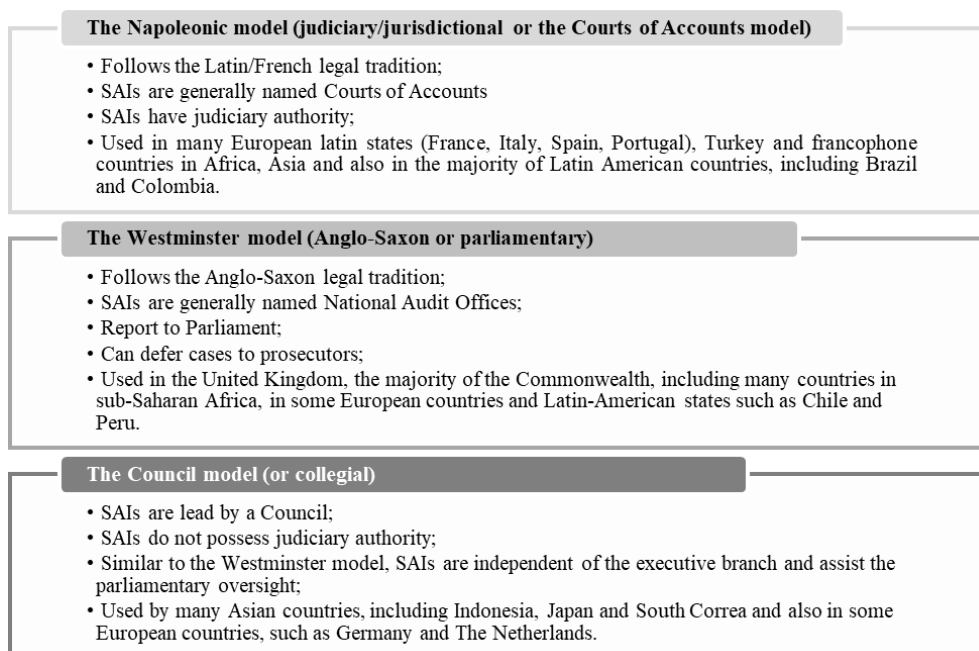 The Napoleonic model (judiciary/jurisdictional or the Courts of Accounts model)
• Follows the Latin/French legal tradition;
• SAIs are generally named Courts of Accounts
• SAIs have judiciary authority;
• Used in many European latin states (France, Italy, Spain, Portugal), Turkey and francophone
countries in Africa, Asia and also in the majority of Latin American countries, including Brazil
and Colombia.
The Westminster model (Anglo-Saxon or parliamentary)
• Follows the Anglo-Saxon legal tradition;
• SAIs are generally named National Audit Offices;
• Report to Parliament;
• Can defer cases to prosecutors;
• Used in the United Kingdom, the majority of the Commonwealth, including many countries in
sub-Saharan Africa, in some European countries and Latin-American states such as Chile and
Peru.
The Council model (or collegial)
• SAIs are lead by a Council;
• SAIs do not possess judiciary authority;
• Similar to the Westminster model, SAIs are independent of the executive branch and assist the
parliamentary oversight;
• Used by many Asian countries, including Indonesia, Japan and South Correa and also in some
European countries, such as Germany and The Netherlands.